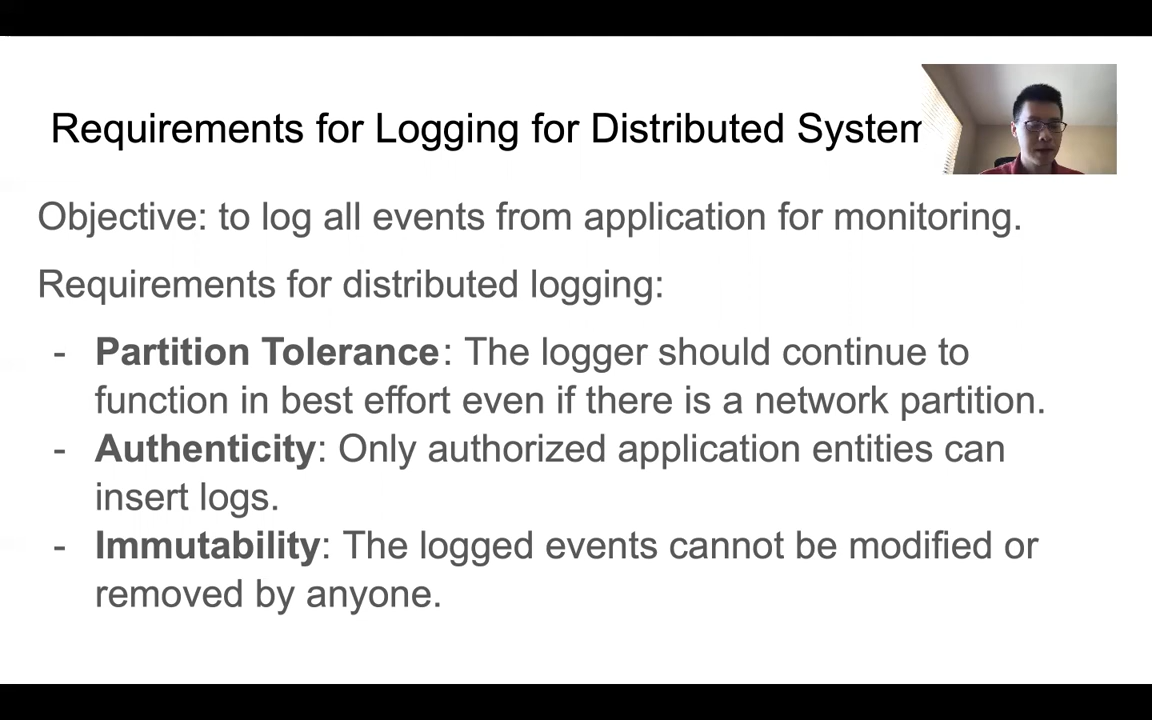 Requirements for Logging for Distributed System
Objective: to log all events from application for monitoring.
Requirements for distributed logging:
- Partition Tolerance: The logger should continue to
function in best effort even if there is a network partition.
- Authenticity: Only authorized application entities can
insert logs.
- Immutability: The logged events cannot be modified or
removed by anyone.